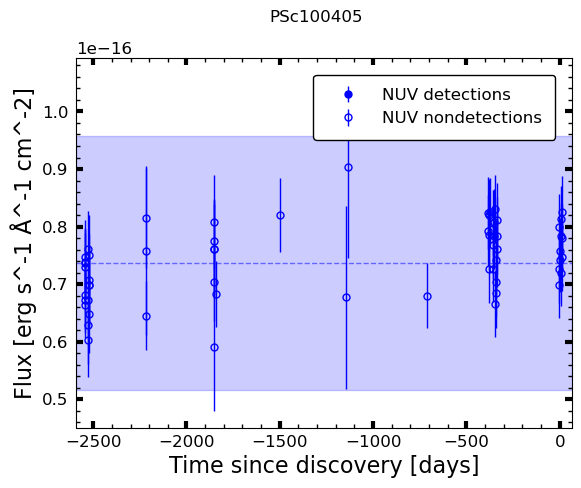 PSc100405
1e−16
NUV detections
NUV nondetections
Flux [erg s^-1 Å^-1 cm^-2]
1.0
0.9
0.8
0.7
0.6
0.5
−2500 −2000 −1500 −1000 −500 0
Time since discovery [days]